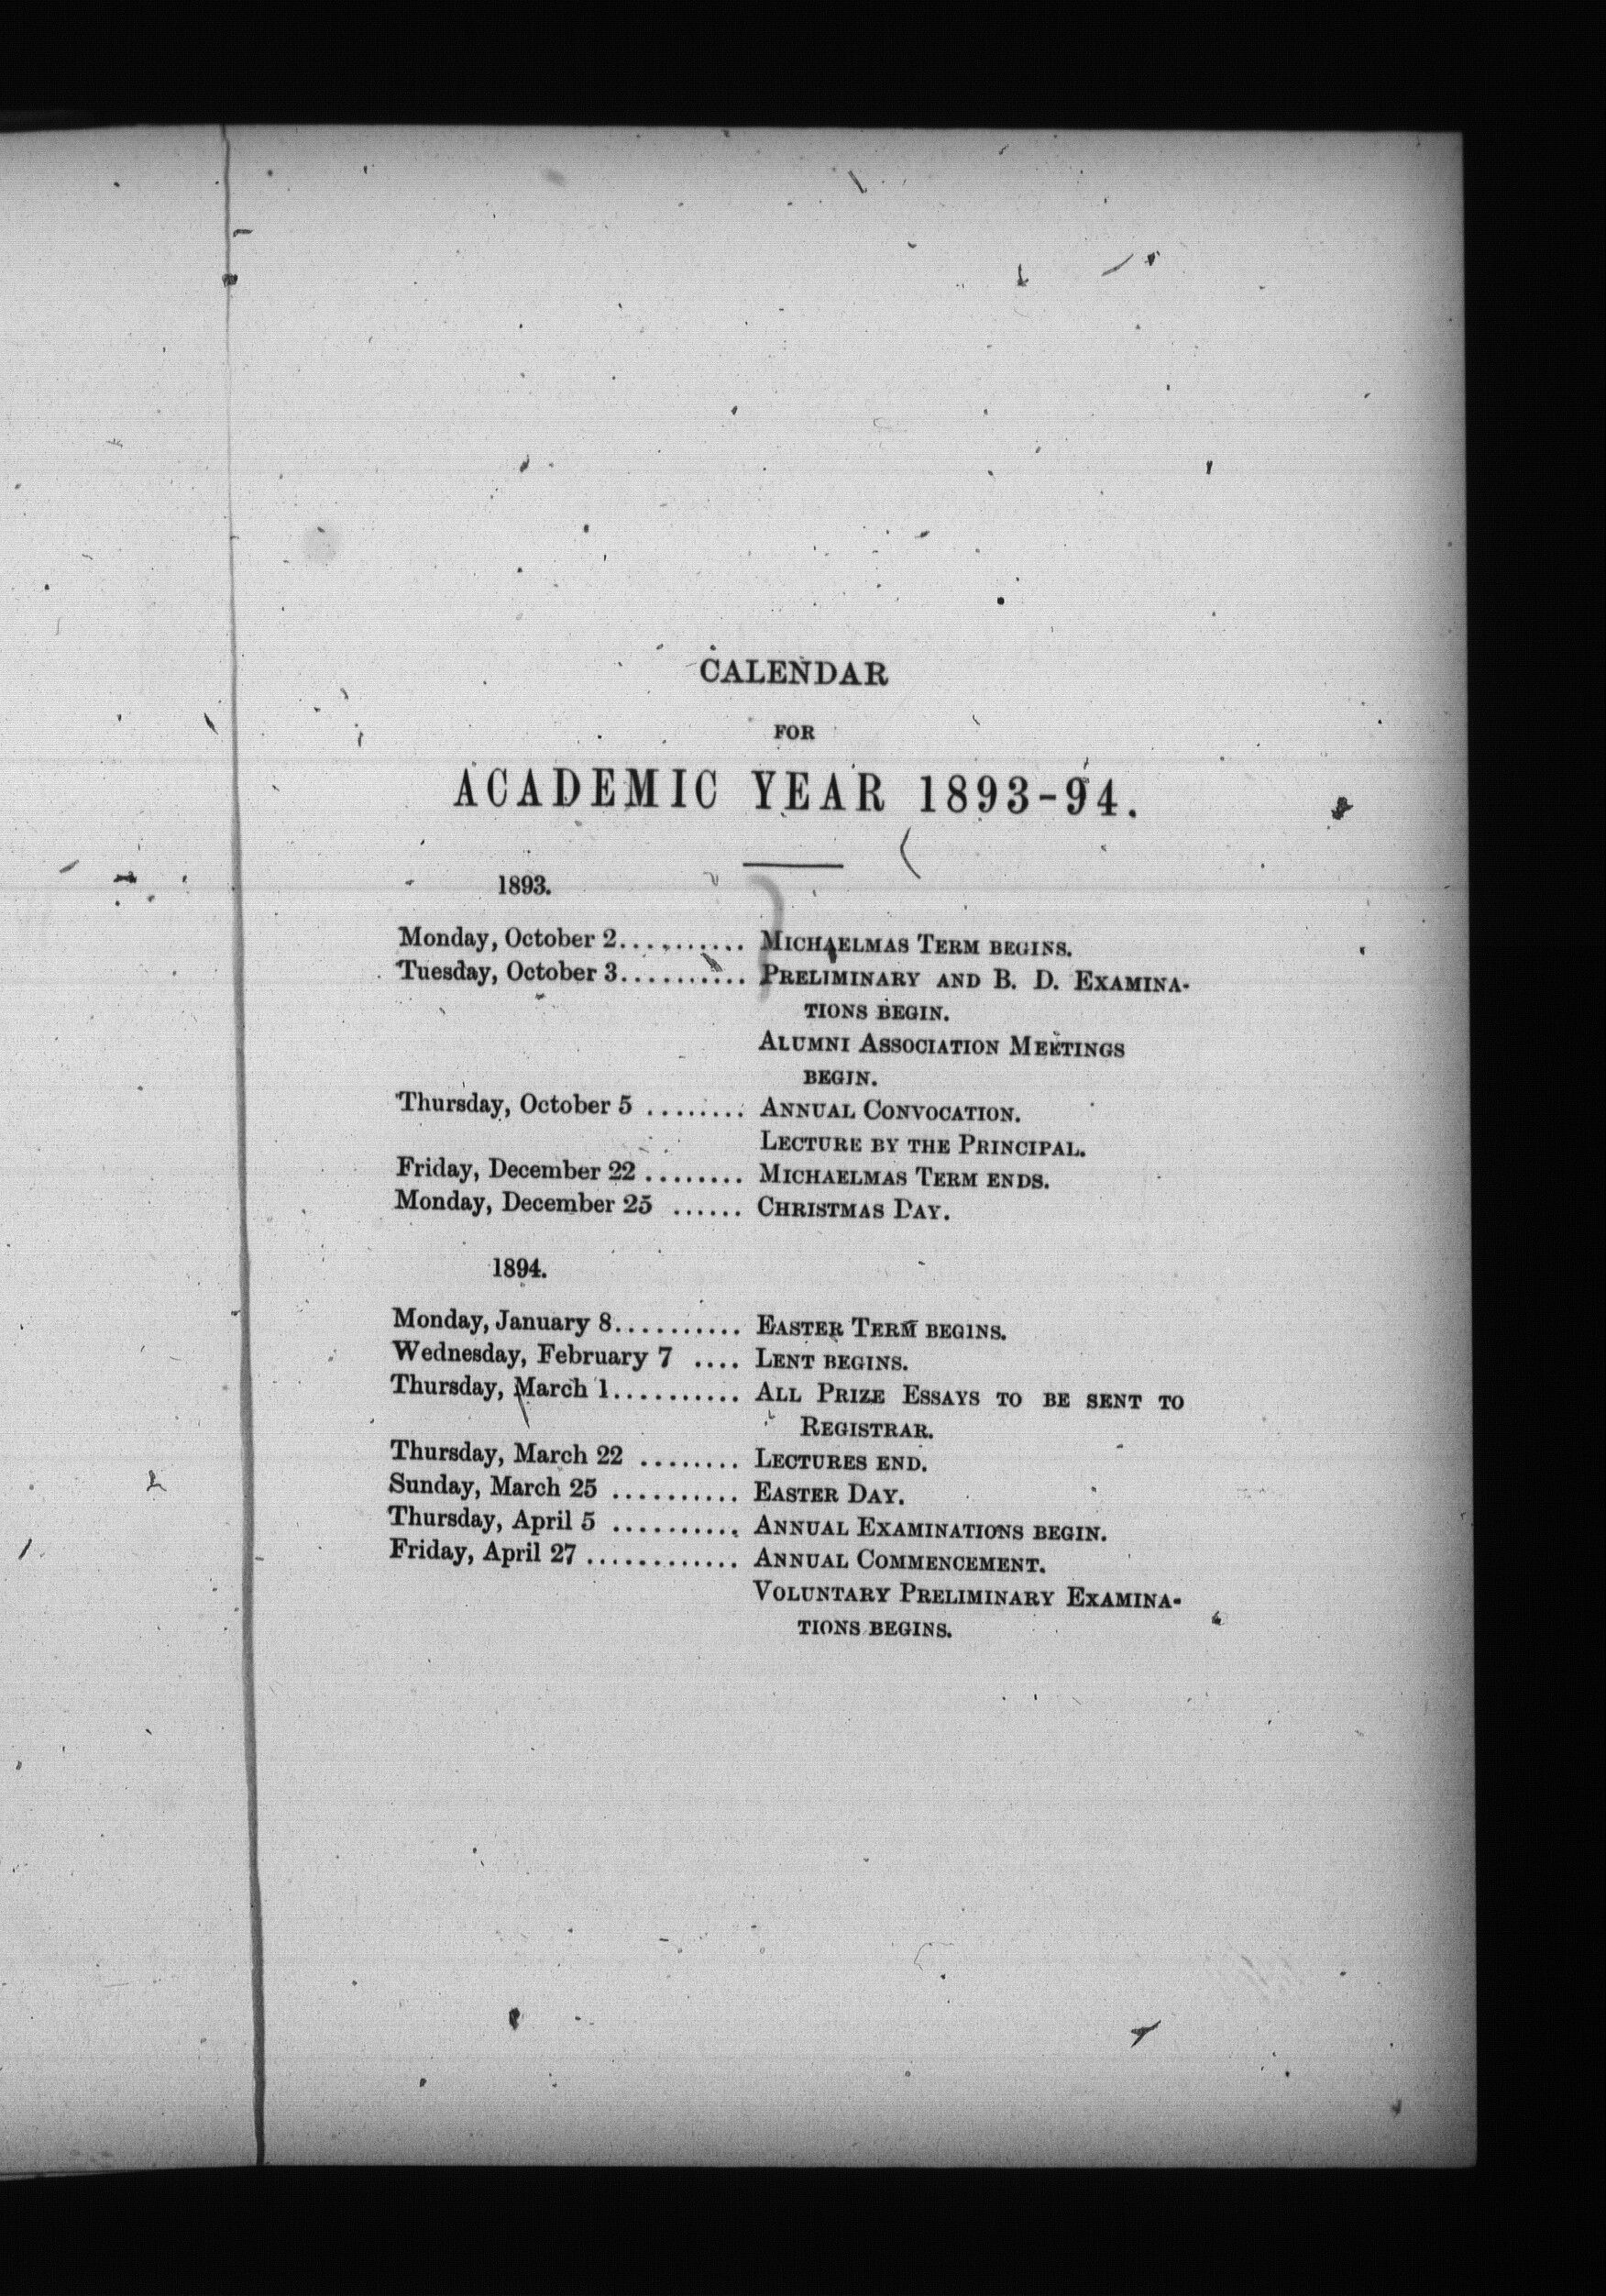 CALENDAR
FOR
ACADEMIC YEAR 1893-94.
1893.
Monday, October 2.......... MICHAELMAS TERM BEGINS.
Tuesday, October 3.......... PRELIMINARY AND B. D. EXAMINA-
TIONS BEGIN.
ALUMNI ASSOCIATION MEETINGS
BEGIN.
Thursday, October 5 ........ ANNUAL CONVOCATION.
LECTURE BY THE PRINCIPAL.
Friday, December 22 ........ MICHAELMAS TERM ENDS.
Monday, December 25 ...... CHRISTMAS DAY.
1894.
Monday, January 8.......... EASTER TERM BEGINS.
Wednesday, February 7 .... LENT BEGINS.
Thursday, March 1.......... ALL PRIZE ESSAYS TO BE SENT TO
REGISTRAR.
Thursday, March 22 ........ LECTURES END.
Sunday, March 25 .......... EASTER DAY.
Thursday, April 5 .......... ANNUAL EXAMINATIONS BEGIN.
Friday, April 27 ............ ANNUAL COMMENCEMENT.
VOLUNTARY PRELIMINARY EXAMINA-
TIONS BEGINS.